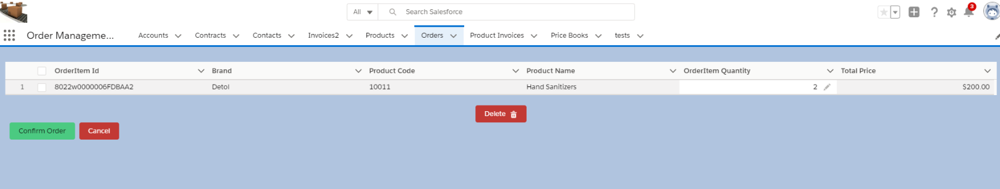 All Search Salesforce
3
Order Manageme... Accounts Contracts Contacts Invoices2 Products Orders Product Invoices Price Books tests
OrderItem Id Brand Product Code Product Name OrderItem Quantity Total Price
1 8022w0000006FDBAA2 Detol 10011 Hand Sanitizers 2 $200.00
Delete
Confirm Order Cancel